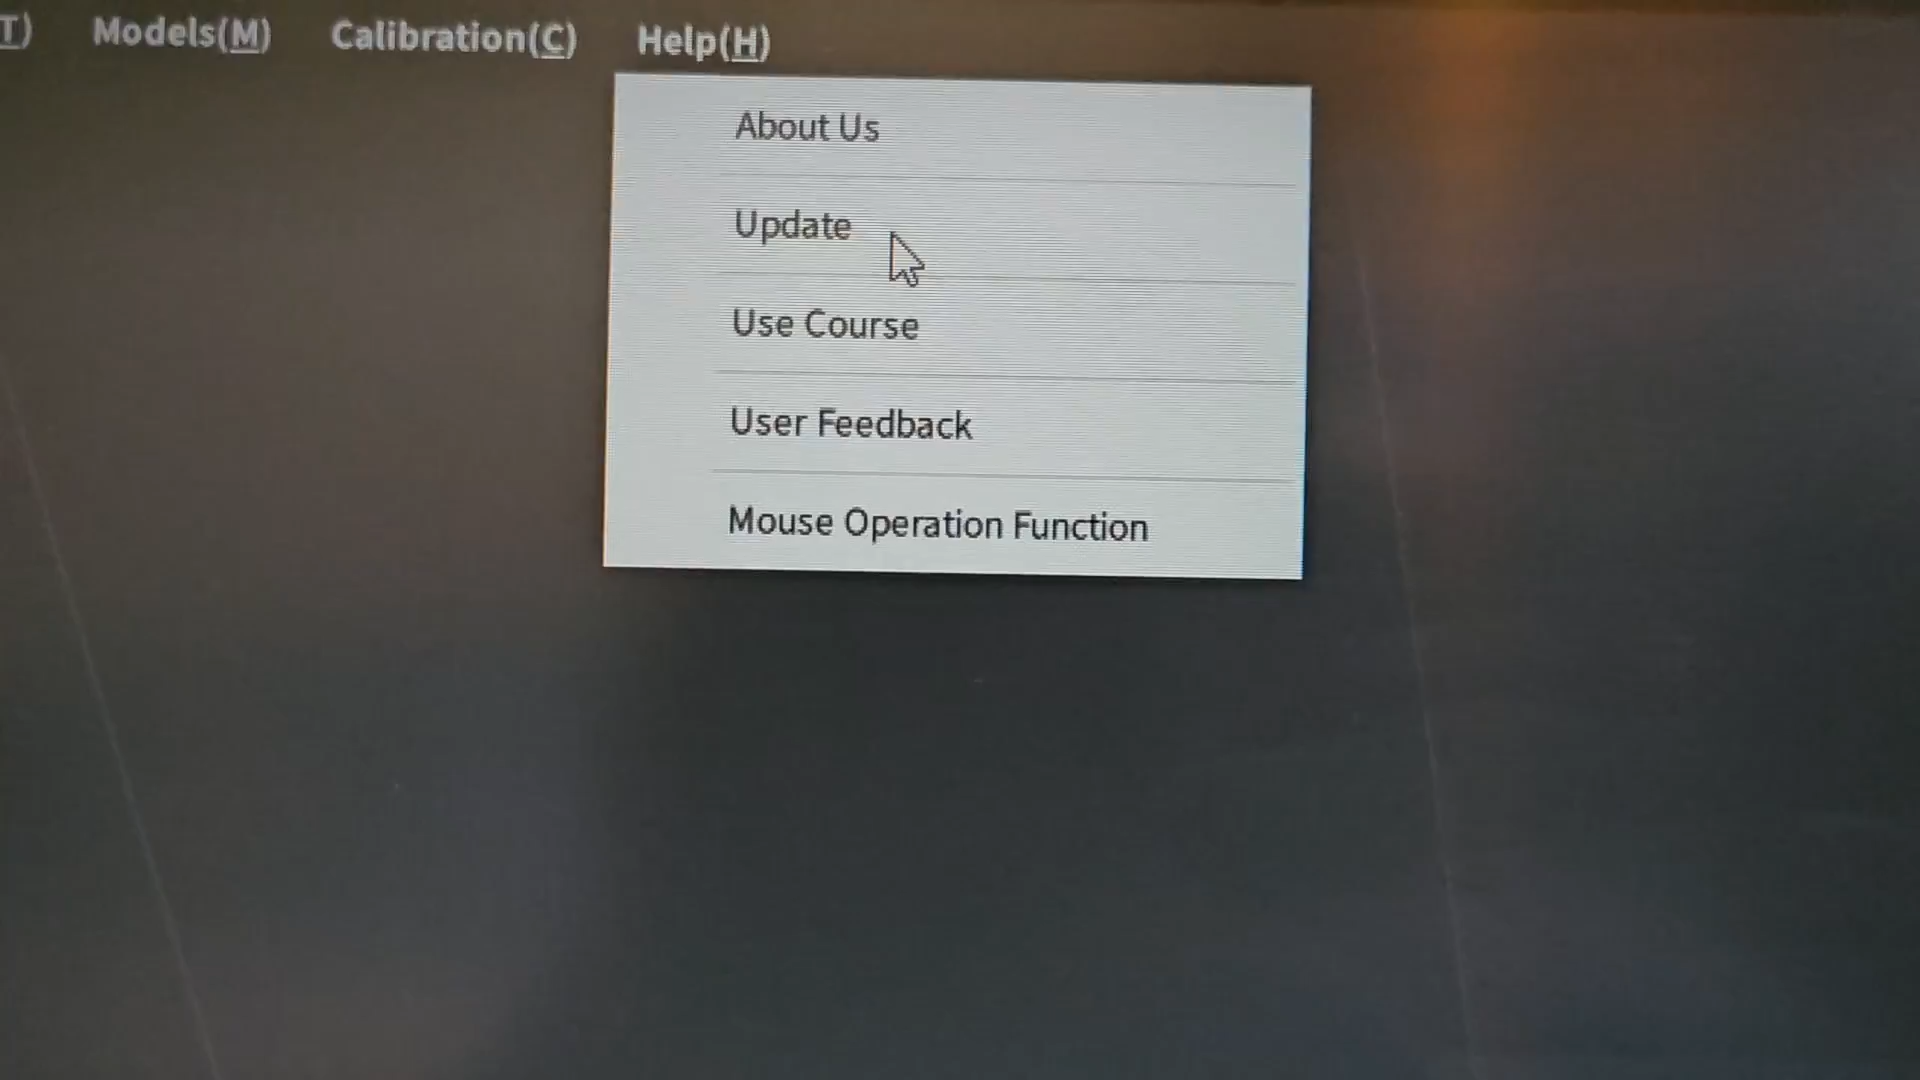 T) Models(M) Calibration(C) Help(H)
About Us
Update
Use Course
User Feedback
Mouse Operation Function